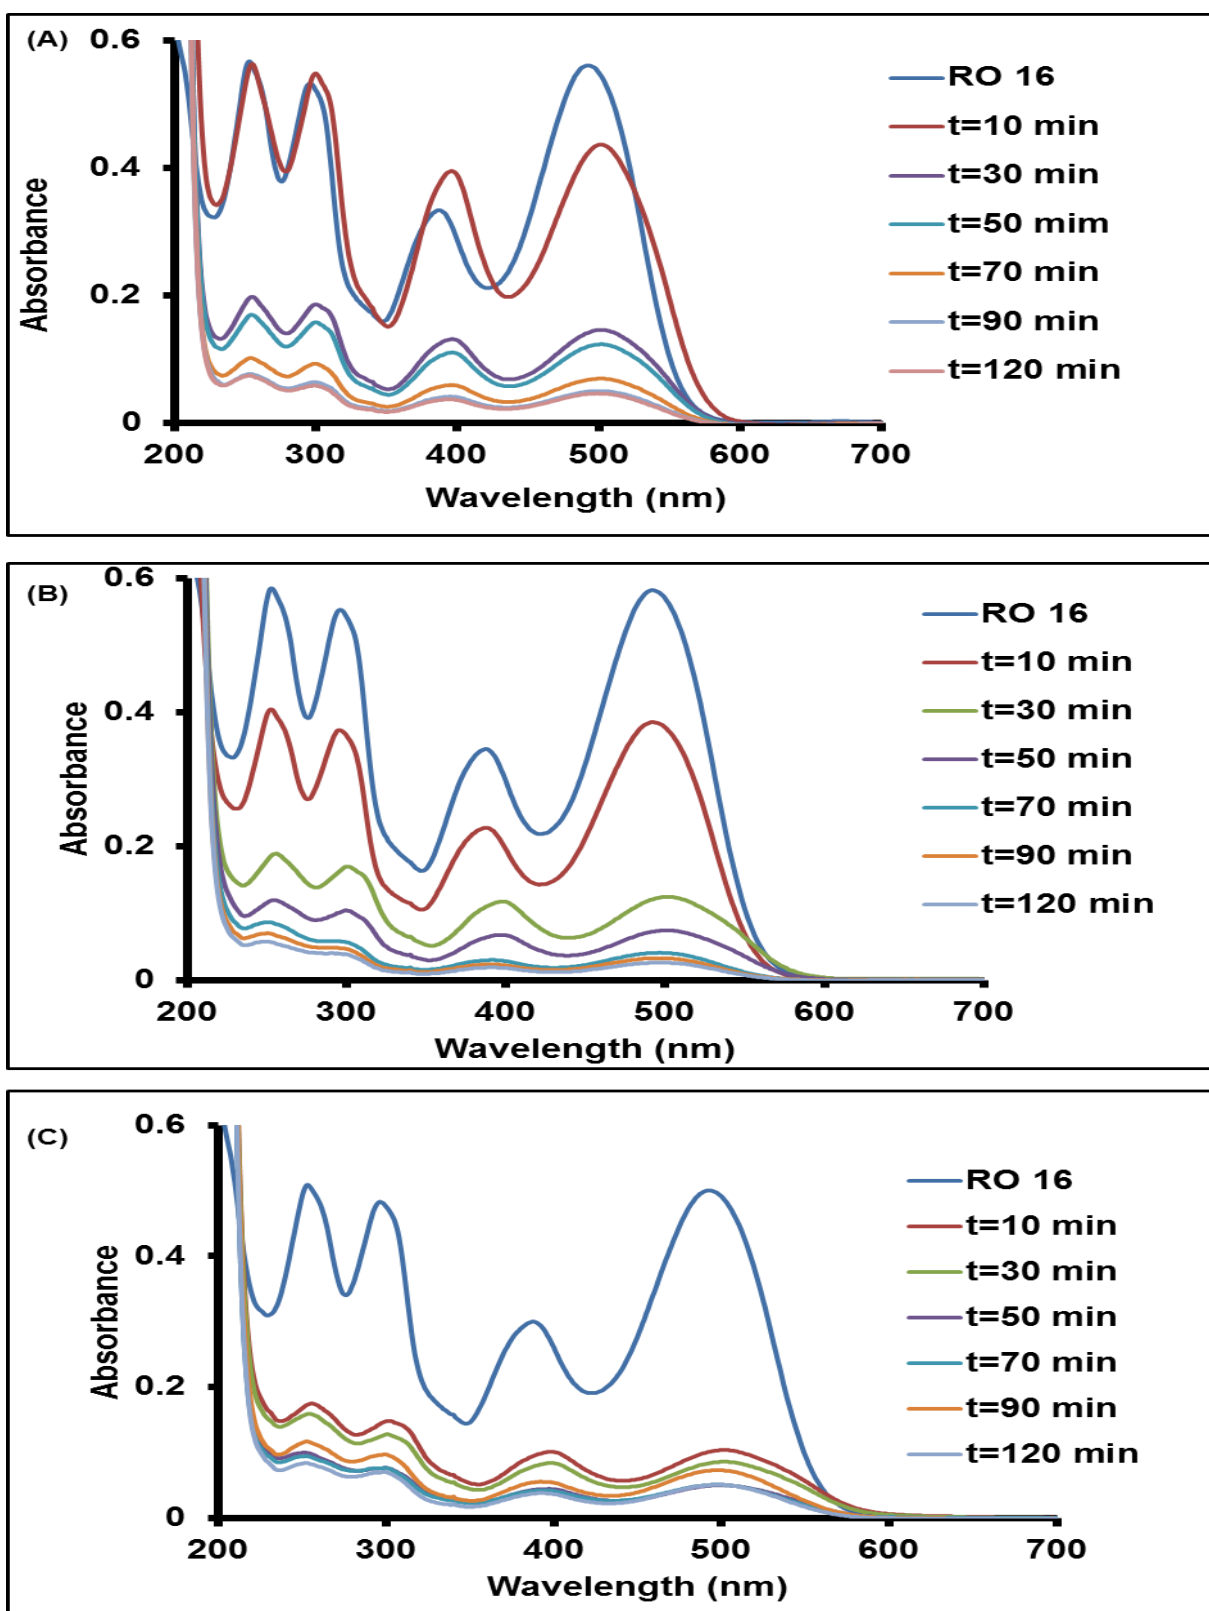 (A)
0.6
0.4
0.2
0
Absorbance
200 300 400 500 600 700
Wavelength (nm)
RO 16
t=10 min
t=30 min
t=50 mim
t=70 min
t=90 min
t=120 min
(B)
0.6
0.4
0.2
0
Absorbance
200 300 400 500 600 700
Wavelength (nm)
RO 16
t=10 min
t=30 min
t=50 min
t=70 min
t=90 min
t=120 min
(C)
0.6
0.4
0.2
0
Absorbance
200 300 400 500 600 700
Wavelength (nm)
RO 16
t=10 min
t=30 min
t=50 min
t=70 min
t=90 min
t=120 min